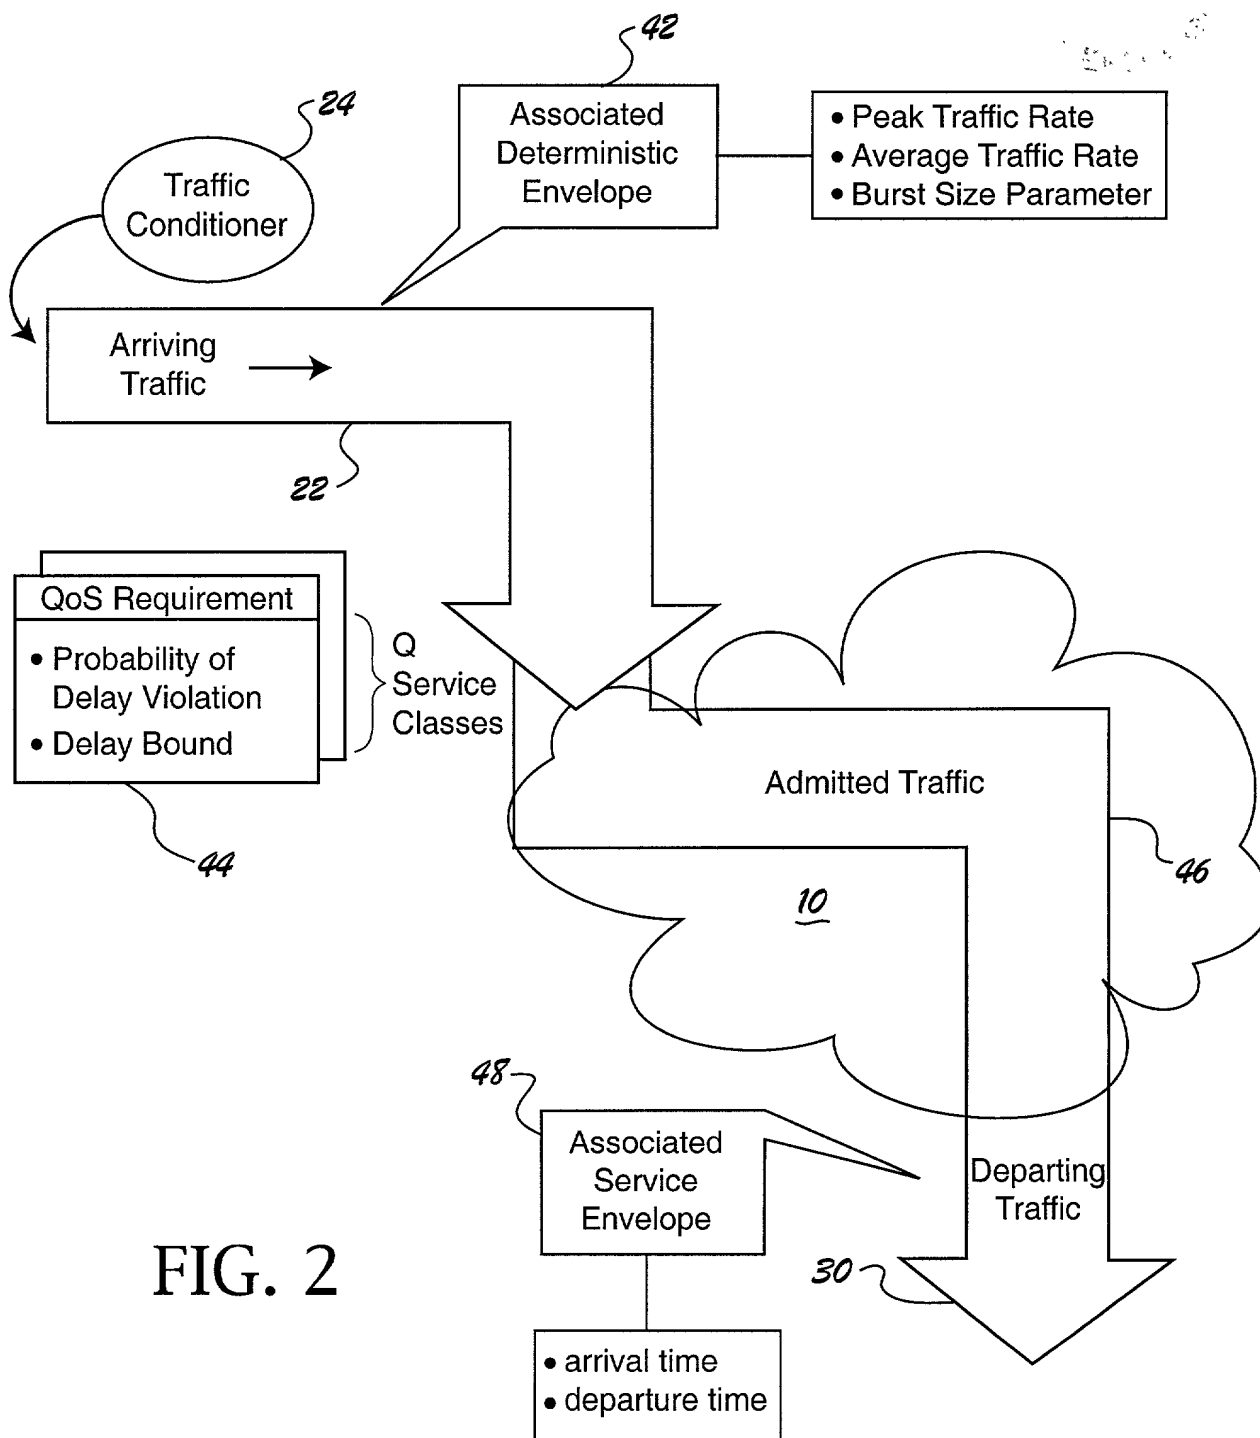 42
24
Associated
Deterministic
Envelope
• Peak Traffic Rate
• Average Traffic Rate
• Burst Size Parameter
Traffic
Conditioner
Arriving
Traffic
22
QoS Requirement
• Probability of
Delay Violation
• Delay Bound
Q
Service
Classes
44
Admitted Traffic
46
10
48
Associated
Service
Envelope
Departing
Traffic
30
FIG. 2
• arrival time
• departure time